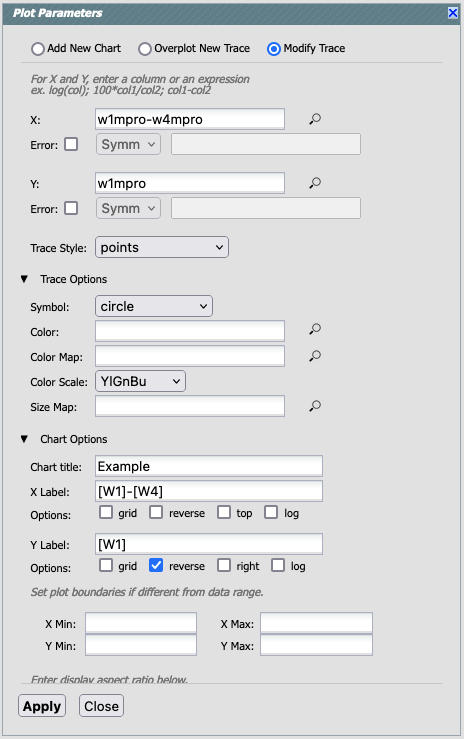 Plot Parameters
Add New Chart Overplot New Trace Modify Trace
For X and Y, enter a column or an expression
ex. log(col); 100*col1/col2; col1-col2
X: w1mpro-w4mpro
Error: Symm
Y: w1mpro
Error: Symm
Trace Style: points
Trace Options
Symbol: circle
Color:
Color Map:
Color Scale: YlGnBu
Size Map:
Chart Options
Chart title: Example
X Label: [W1]-[W4]
Options: grid reverse top log
Y Label: [W1]
Options: grid reverse right log
Set plot boundaries if different from data range.
X Min: X Max:
Y Min: Y Max:
Enter display aspect ratio below.
Apply Close